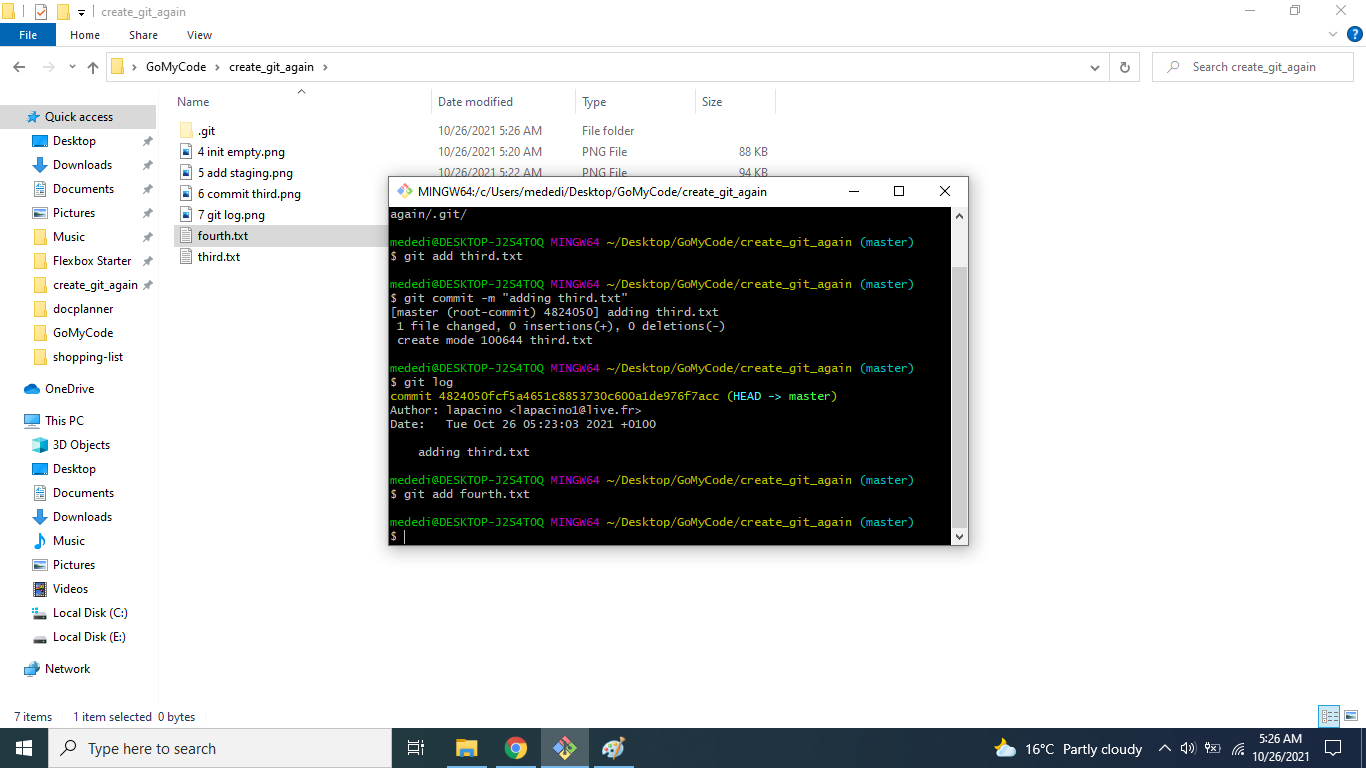 create_git_again
File Home Share View
GoMyCode create_git_again Search create_git_again
Name Date modified Type Size
Quick access
Desktop
Downloads
Documents
Pictures
Music
Flexbox Starter
create_git_again
docplanner
GoMyCode
shopping-list
OneDrive
This PC
3D Objects
Desktop
Documents
Downloads
Music
Pictures
Videos
Local Disk (C:)
Local Disk (E:)
Network
.git 10/26/2021 5:26 AM File folder
4 init empty.png 10/26/2021 5:20 AM PNG File 88 KB
5 add staging.png 10/26/2021 5:22 AM PNG File 94 KB
6 commit third.png
7 git log.png
fourth.txt
third.txt
MINGW64:/c/Users/mededi/Desktop/GoMyCode/create_git_again
again/.git/
mededi@DESKTOP-J2S4TOQ MINGW64 ~/Desktop/GoMyCode/create_git_again (master)
$ git add third.txt
mededi@DESKTOP-J2S4TOQ MINGW64 ~/Desktop/GoMyCode/create_git_again (master)
$ git commit -m "adding third.txt"
[master (root-commit) 4824050] adding third.txt
1 file changed, 0 insertions(+), 0 deletions(-)
create mode 100644 third.txt
mededi@DESKTOP-J2S4TOQ MINGW64 ~/Desktop/GoMyCode/create_git_again (master)
$ git log
commit 4824050fcf5a4651c8853730c600a1de976f7acc (HEAD -> master)
Author: lapacino <lapacino1@live.fr>
Date:   Tue Oct 26 05:23:03 2021 +0100
adding third.txt
mededi@DESKTOP-J2S4TOQ MINGW64 ~/Desktop/GoMyCode/create_git_again (master)
$ git add fourth.txt
mededi@DESKTOP-J2S4TOQ MINGW64 ~/Desktop/GoMyCode/create_git_again (master)
$
7 items 1 item selected 0 bytes
Type here to search
16°C Partly cloudy
5:26 AM
10/26/2021